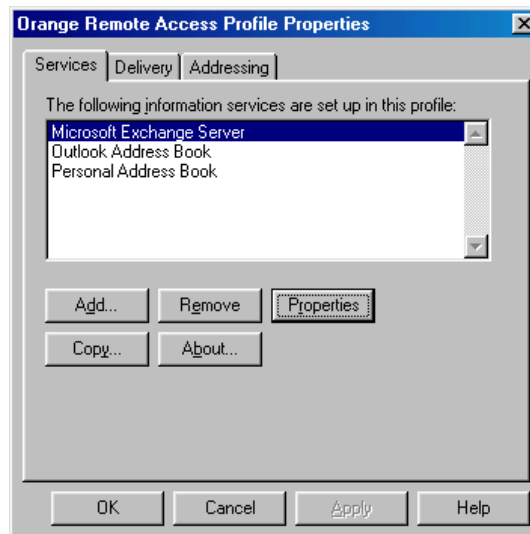 Orange Remote Access Profile Properties
Services Delivery Addressing
The following information services are set up in this profile:
Microsoft Exchange Server
Outlook Address Book
Personal Address Book
Add... Remove Properties
Copy... About...
OK Cancel Apply Help